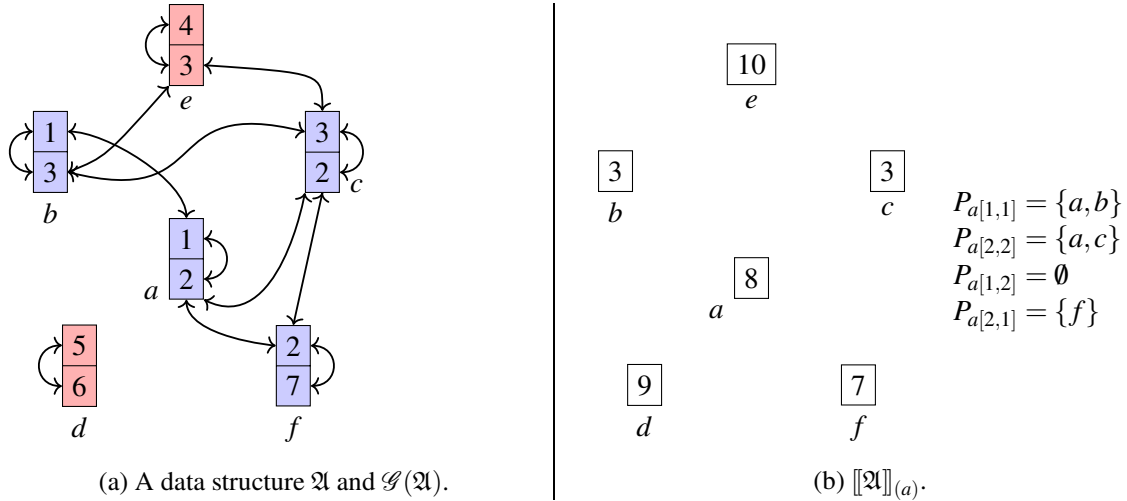 4
3
e
1
3
b
3
2
c
1
2
a
5
6
d
2
7
f
(a) A data structure 𝔄 and 𝒢(𝔄).
10
e
3
b
3
c
8
a
9
d
7
f
P_{a[1,1]} = {a,b}
P_{a[2,2]} = {a,c}
P_{a[1,2]} = ∅
P_{a[2,1]} = {f}
(b) ⟦𝔄⟧_{(a)}.